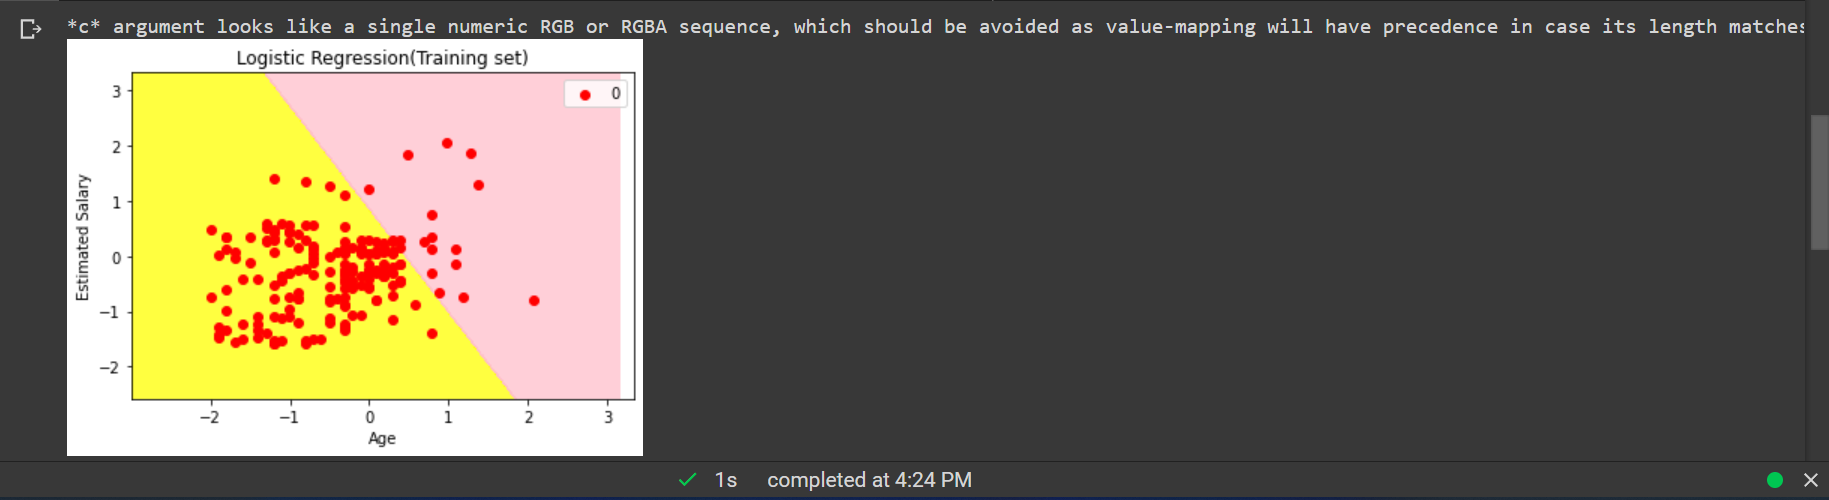 *c* argument looks like a single numeric RGB or RGBA sequence, which should be avoided as value-mapping will have precedence in case its length matches
Logistic Regression(Training set)
0
3
2
1
0
−1
−2
Estimated Salary
−2 −1 0 1 2 3
Age
1s completed at 4:24 PM